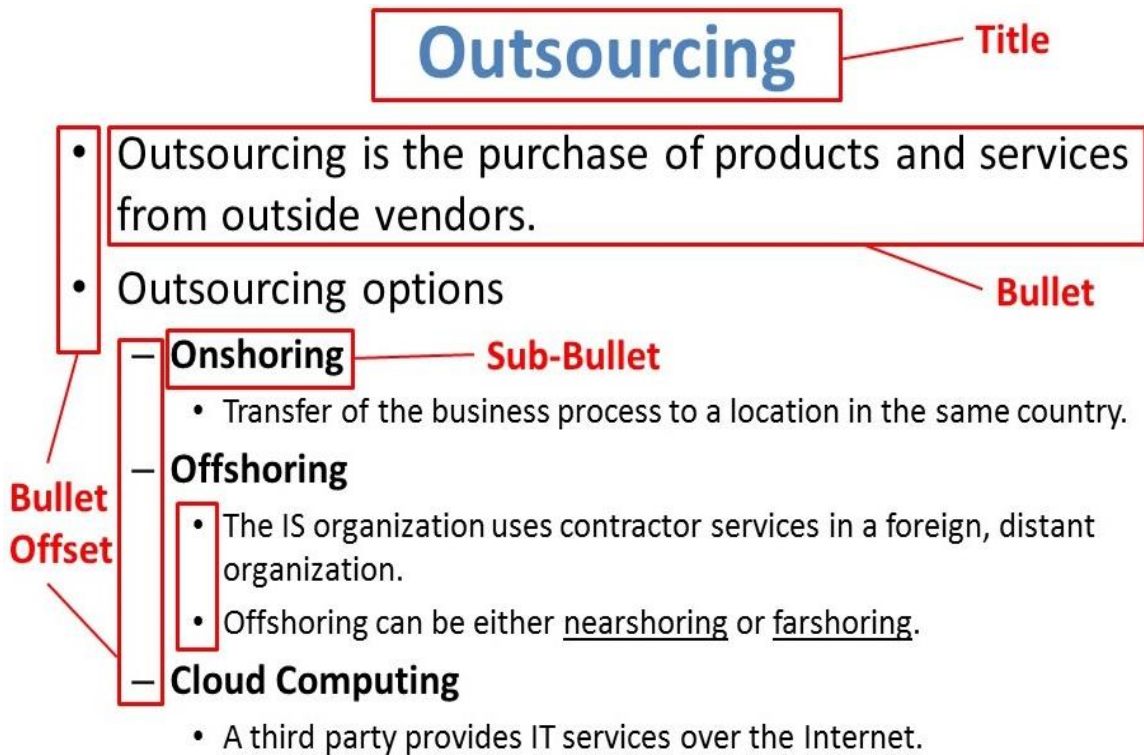 Outsourcing
Title
• Outsourcing is the purchase of products and services
from outside vendors.
• Outsourcing options
Bullet
– Onshoring
Sub-Bullet
• Transfer of the business process to a location in the same country.
– Offshoring
Bullet
Offset
• The IS organization uses contractor services in a foreign, distant
organization.
• Offshoring can be either nearshoring or farshoring.
– Cloud Computing
• A third party provides IT services over the Internet.